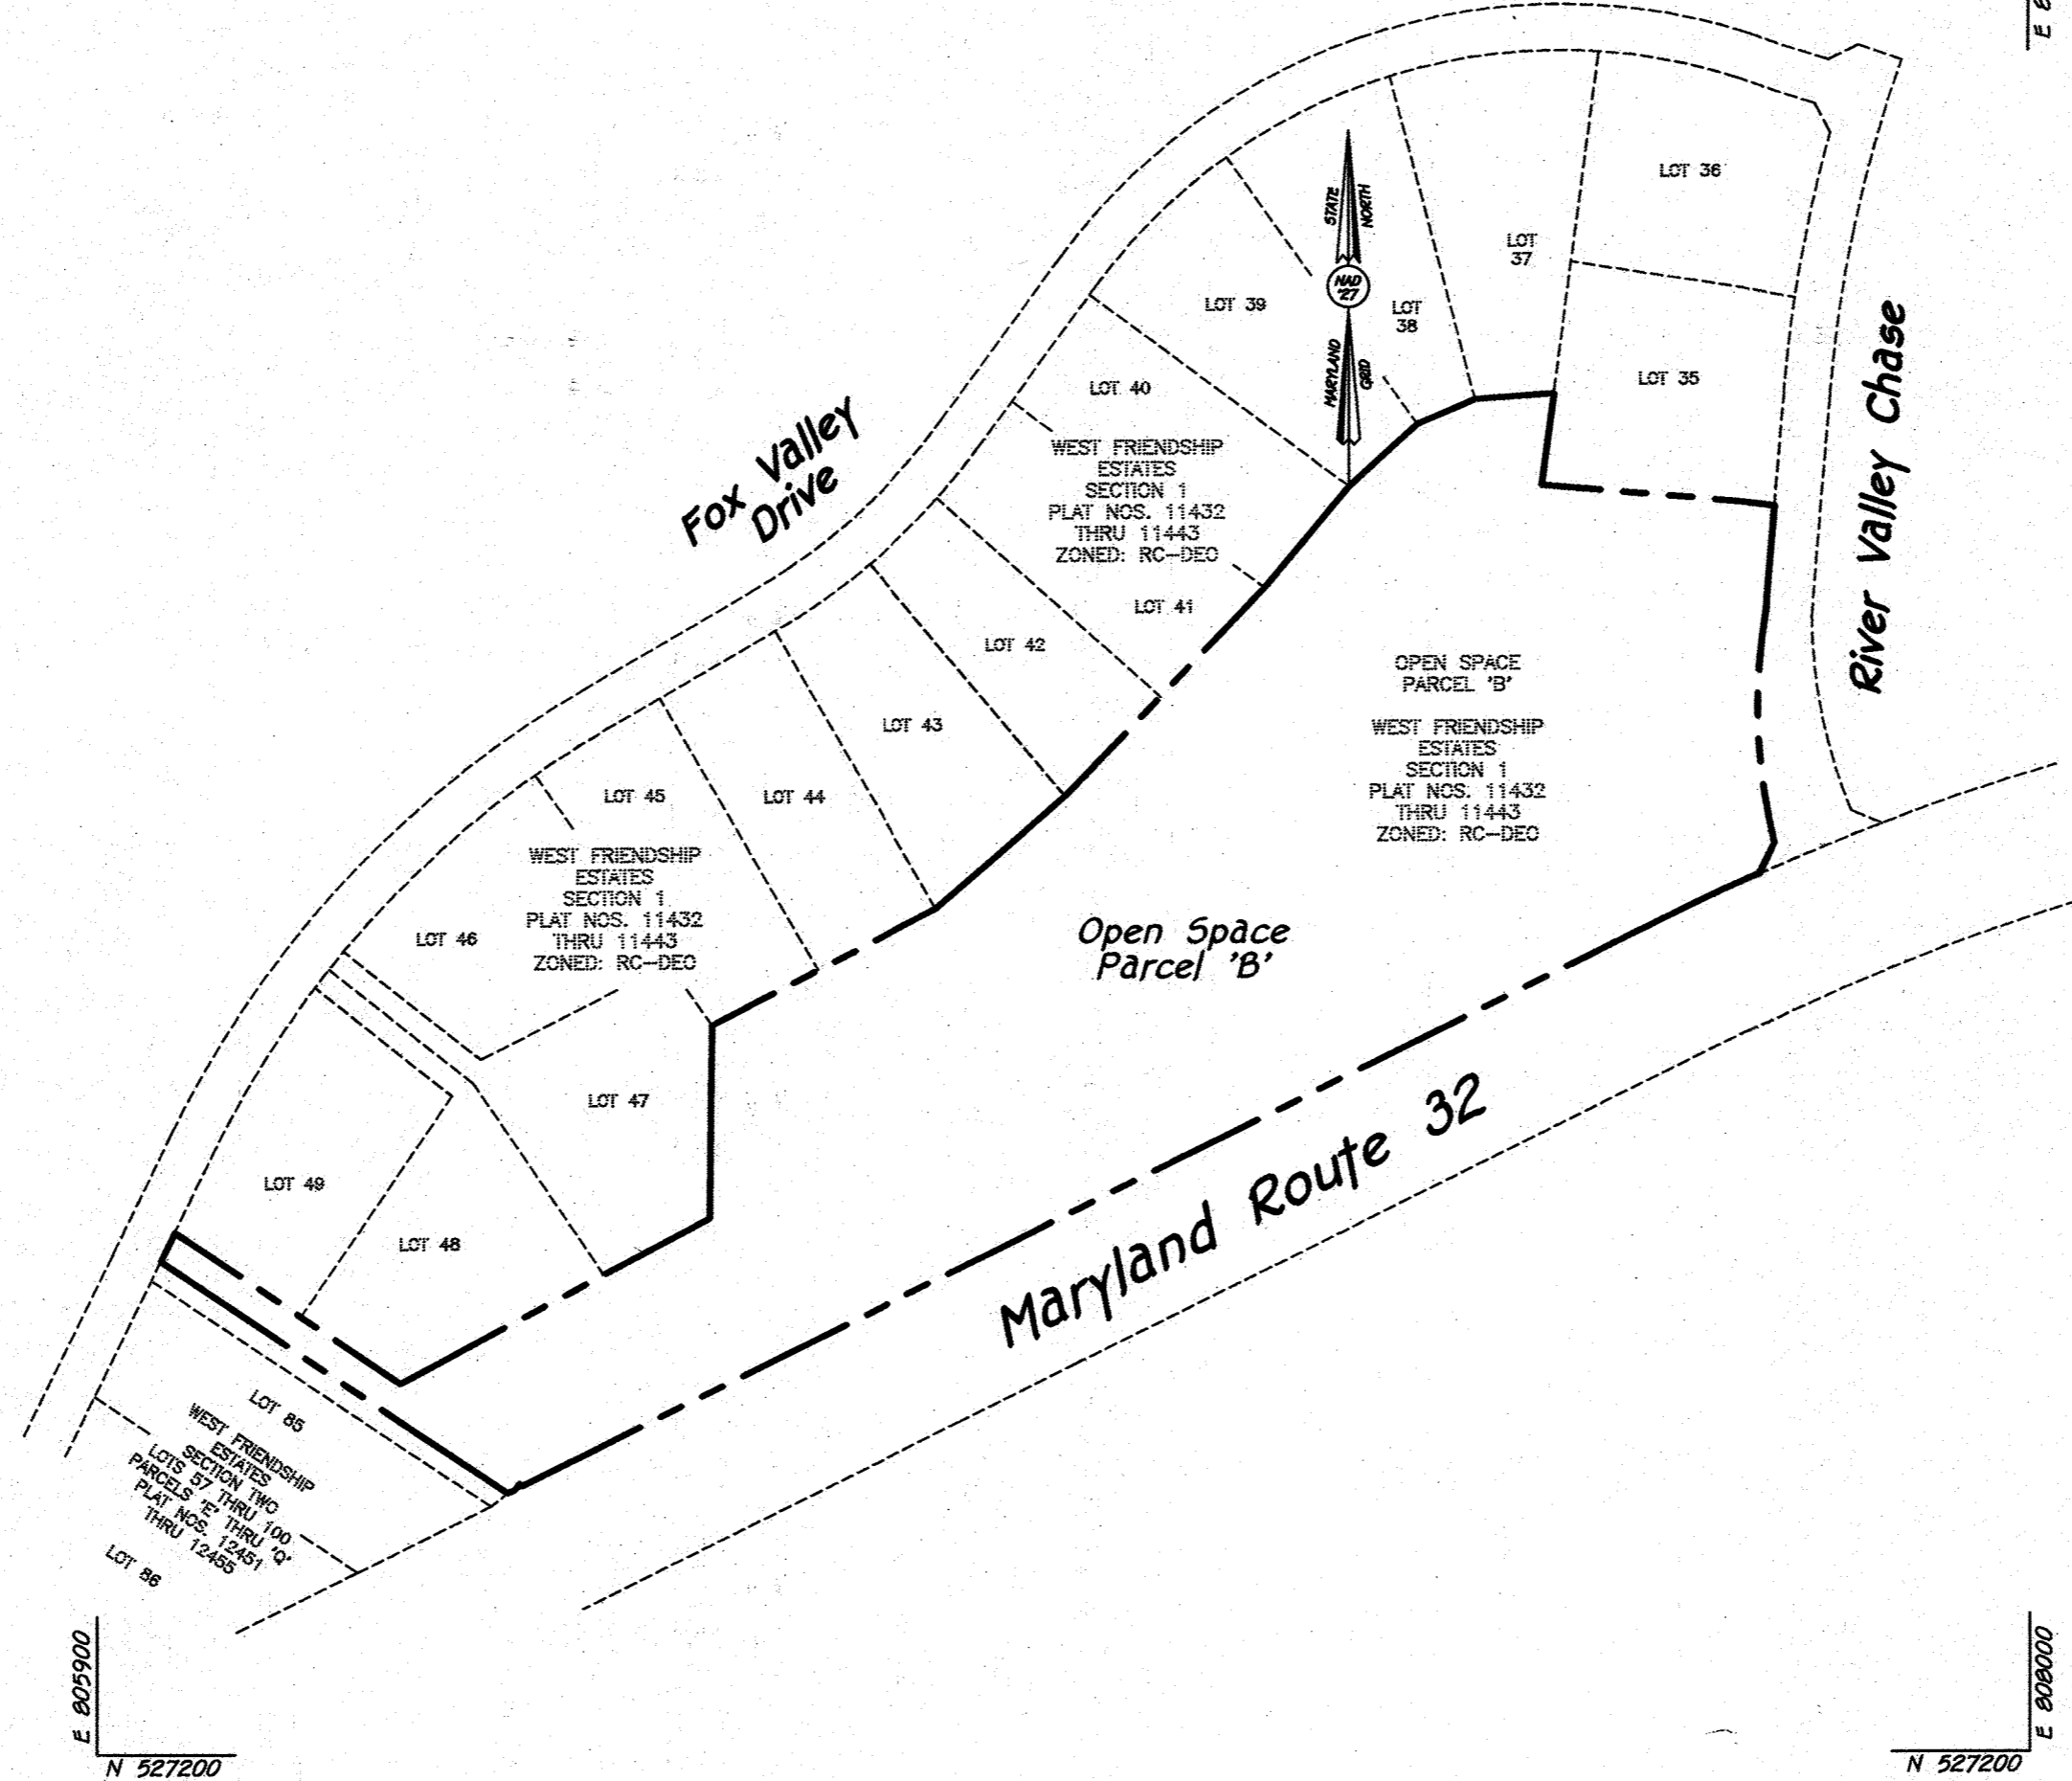 E 8
LOT 36
STATE
NORTH
LOT
37
NAD
'27
LOT 39
LOT
38
MARYLAND
GRID
LOT 35
LOT 40
River Valley Chase
Fox Valley
Drive
WEST FRIENDSHIP
ESTATES
SECTION 1
PLAT NOS. 11432
THRU 11443
ZONED: RC-DEO
LOT 41
LOT 42
OPEN SPACE
PARCEL 'B'
WEST FRIENDSHIP
ESTATES
SECTION 1
PLAT NOS. 11432
THRU 11443
ZONED: RC-DEO
LOT 43
LOT 45
LOT 44
WEST FRIENDSHIP
ESTATES
SECTION 1
PLAT NOS. 11432
THRU 11443
ZONED: RC-DEO
LOT 46
Open Space
Parcel 'B'
LOT 47
Maryland Route 32
LOT 49
LOT 48
LOT 85
WEST FRIENDSHIP
ESTATES
SECTION TWO
LOTS 57 THRU 100
PARCELS 'E' THRU 'Q'
PLAT NOS. 12451
THRU 12455
LOT 86
E 805900
N 527200
E 808000
N 527200